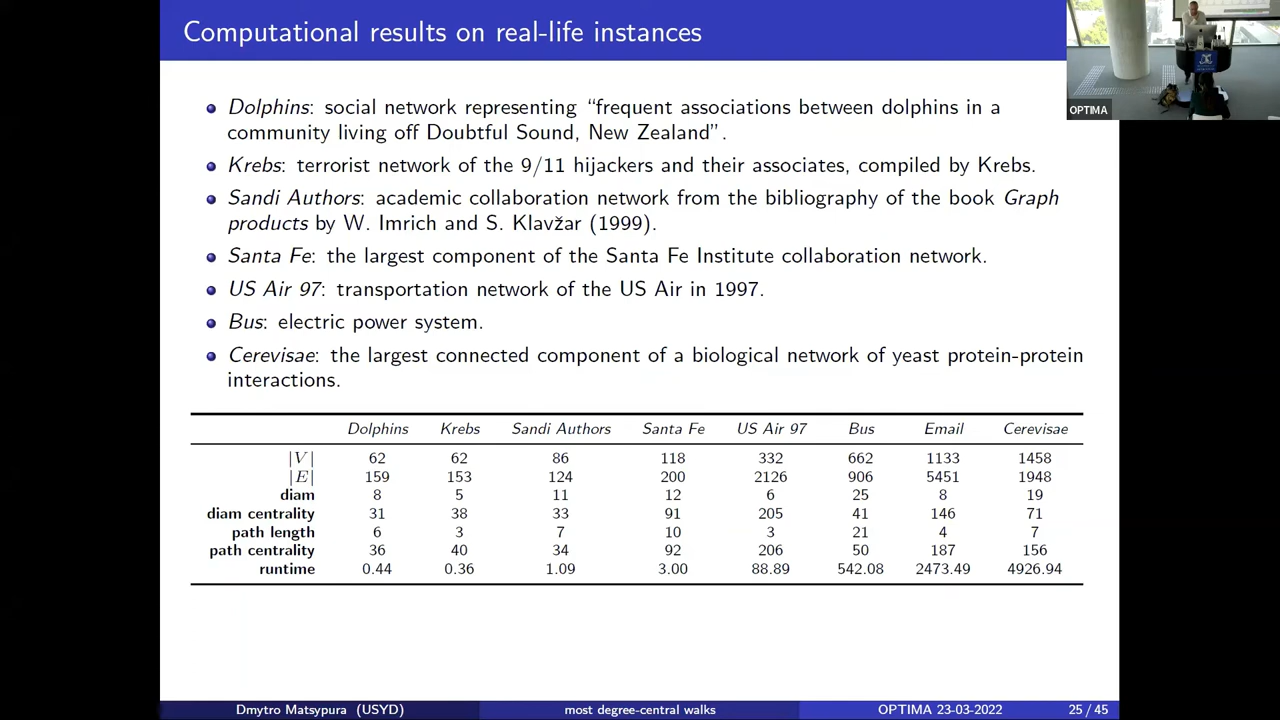 Computational results on real-life instances
OPTIMA
Dolphins: social network representing “frequent associations between dolphins in a
community living off Doubtful Sound, New Zealand”.
Krebs: terrorist network of the 9/11 hijackers and their associates, compiled by Krebs.
Sandi Authors: academic collaboration network from the bibliography of the book Graph
products by W. Imrich and S. Klavžar (1999).
Santa Fe: the largest component of the Santa Fe Institute collaboration network.
US Air 97: transportation network of the US Air in 1997.
Bus: electric power system.
Cerevisae: the largest connected component of a biological network of yeast protein-protein
interactions.
Dolphins Krebs Sandi Authors Santa Fe US Air 97 Bus Email Cerevisae
|V| 62 62 86 118 332 662 1133 1458
|E| 159 153 124 200 2126 906 5451 1948
diam 8 5 11 12 6 25 8 19
diam centrality 31 38 33 91 205 41 146 71
path length 6 3 7 10 3 21 4 7
path centrality 36 40 34 92 206 50 187 156
runtime 0.44 0.36 1.09 3.00 88.89 542.08 2473.49 4926.94
Dmytro Matsypura (USYD) most degree-central walks OPTIMA 23-03-2022 25 / 45